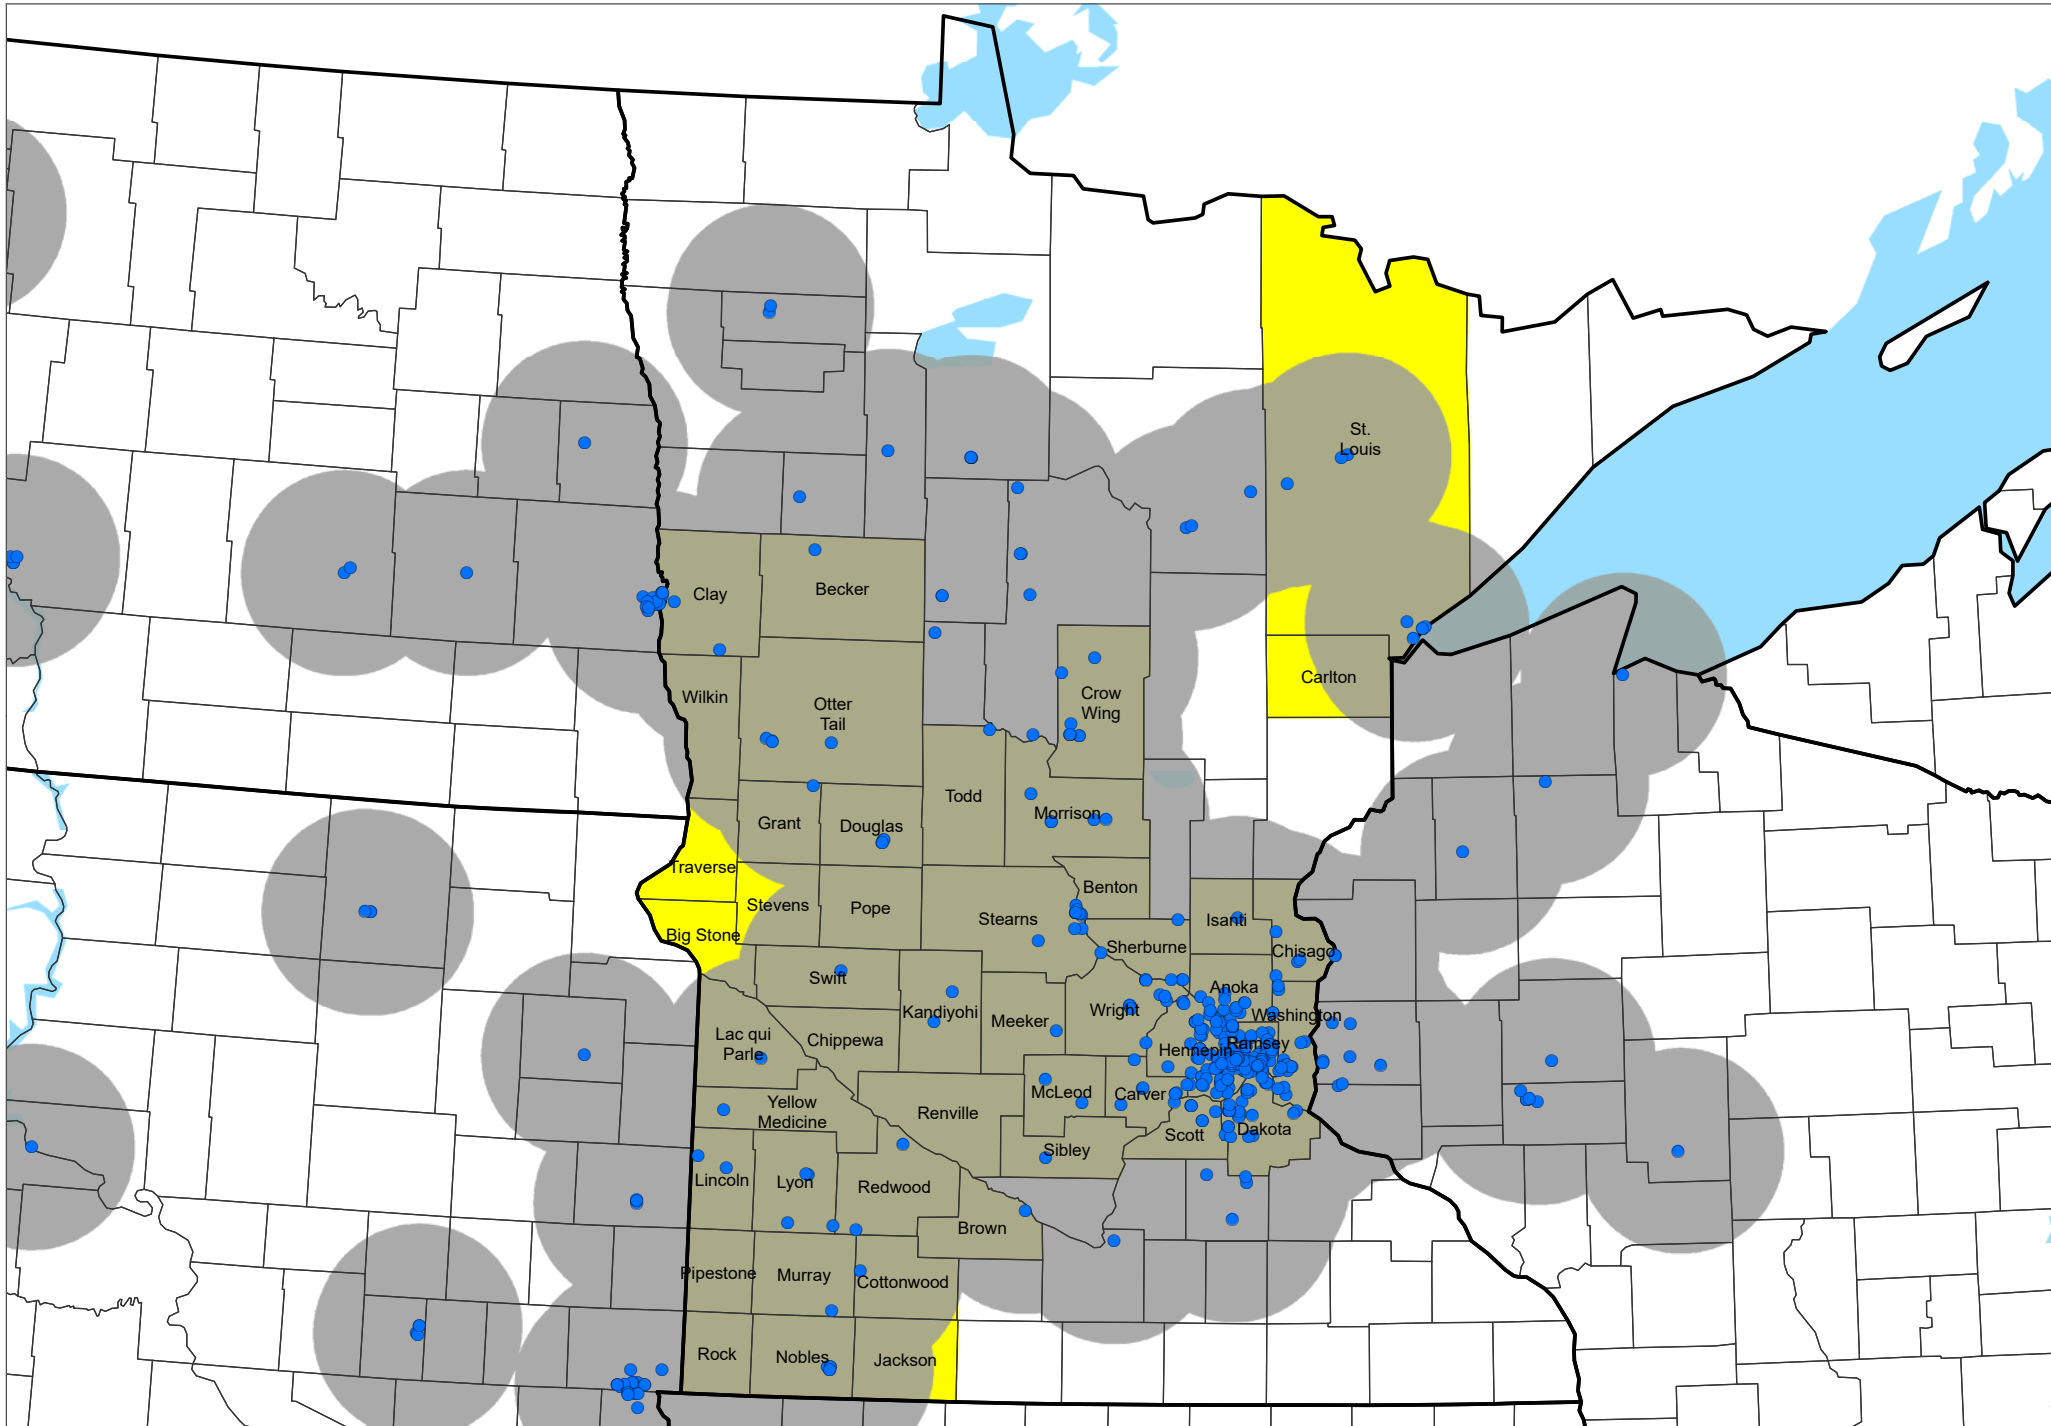 St.
Louis
Clay
Becker
Carlton
Wilkin
Otter
Tail
Crow
Wing
Todd
Morrison
Grant
Douglas
Traverse
Benton
Stevens
Pope
Stearns
Isanti
Big Stone
Sherburne
Chisago
Swift
Anoka
Kandiyohi
Wright
Washington
Meeker
Lac qui
Parle
Chippewa
Hennepin
Ramsey
McLeod
Carver
Yellow
Medicine
Renville
Scott
Dakota
Sibley
Lincoln
Lyon
Redwood
Brown
Pipestone
Murray
Cottonwood
Rock
Nobles
Jackson